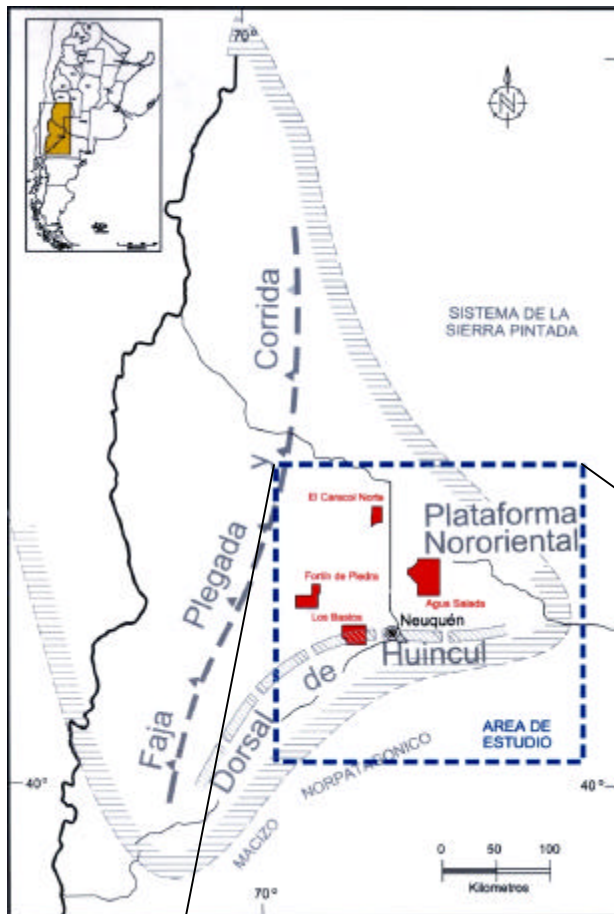 70°
N
SISTEMA DE LA
SIERRA PINTADA
Faja Plegada y Corrida
El Caracol Norte
Plataforma
Nororiental
Fortín de Piedra
Agua Salada
Los Bastos
Neuquén
Dorsal de Huincul
AREA DE
ESTUDIO
MACIZO NORPATAGONICO
40°
40°
0 50 100
Kilometros
70°